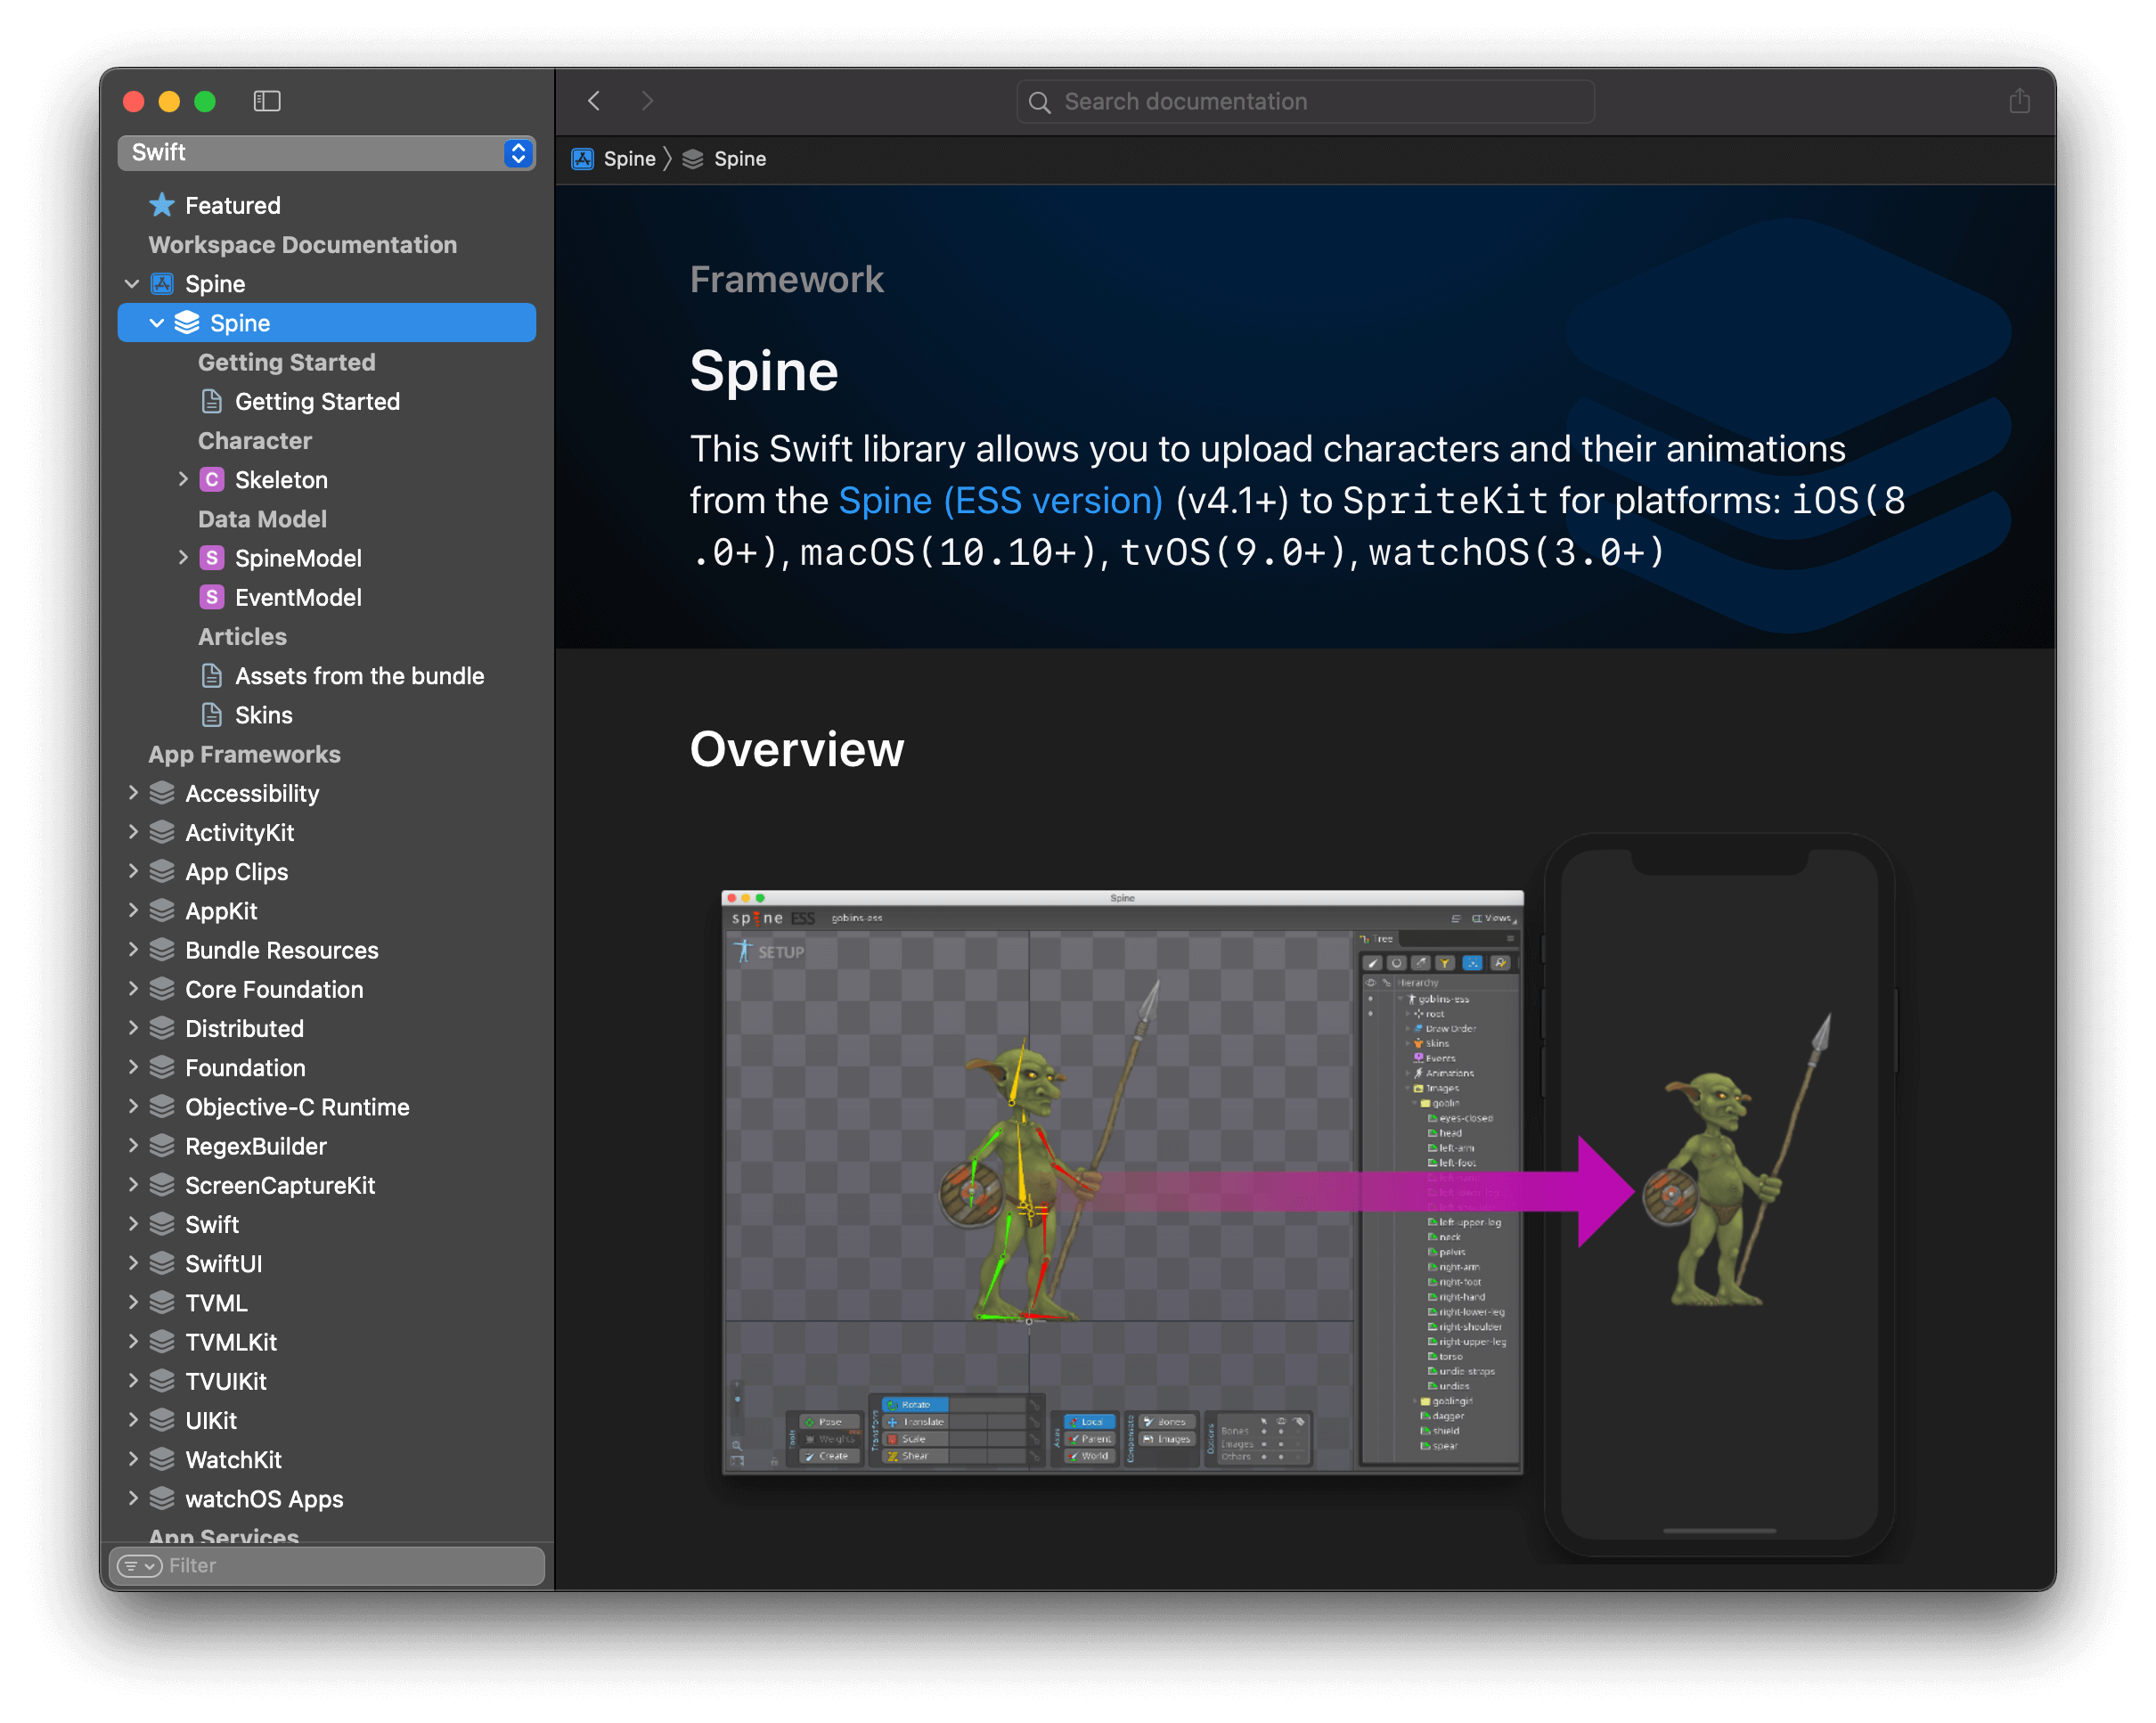 Search documentation
Swift
Spine
Spine
Featured
Workspace Documentation
Spine
Spine
Getting Started
Getting Started
Character
C
Skeleton
Data Model
S
SpineModel
S
EventModel
Articles
Assets from the bundle
Skins
App Frameworks
Accessibility
ActivityKit
App Clips
AppKit
Bundle Resources
Core Foundation
Distributed
Foundation
Objective-C Runtime
RegexBuilder
ScreenCaptureKit
Swift
SwiftUI
TVML
TVMLKit
TVUIKit
UIKit
WatchKit
watchOS Apps
App Services
Filter
Framework
Spine
This Swift library allows you to upload characters and their animations
from the Spine (ESS version) (v4.1+) to SpriteKit for platforms: iOS(8
.0+), macOS(10.10+), tvOS(9.0+), watchOS(3.0+)
Overview
Spine
spine ESS goblins-ess
Views
SETUP
Tree
Hierarchy
goblins-ess
root
Draw Order
Skins
Events
Animations
Images
goblin
eyes-closed
head
left-arm
left-foot
left-upper-leg
neck
pelvis
right-arm
right-foot
right-hand
right-lower-leg
right-shoulder
right-upper-leg
torso
undie-straps
undies
goblingirl
dagger
shield
spear
Tools
Pose
Weights
Create
Transform
Rotate
Translate
Scale
Shear
Axes
Local
Parent
World
Compensate
Bones
Images
Options
Bones
Images
Others